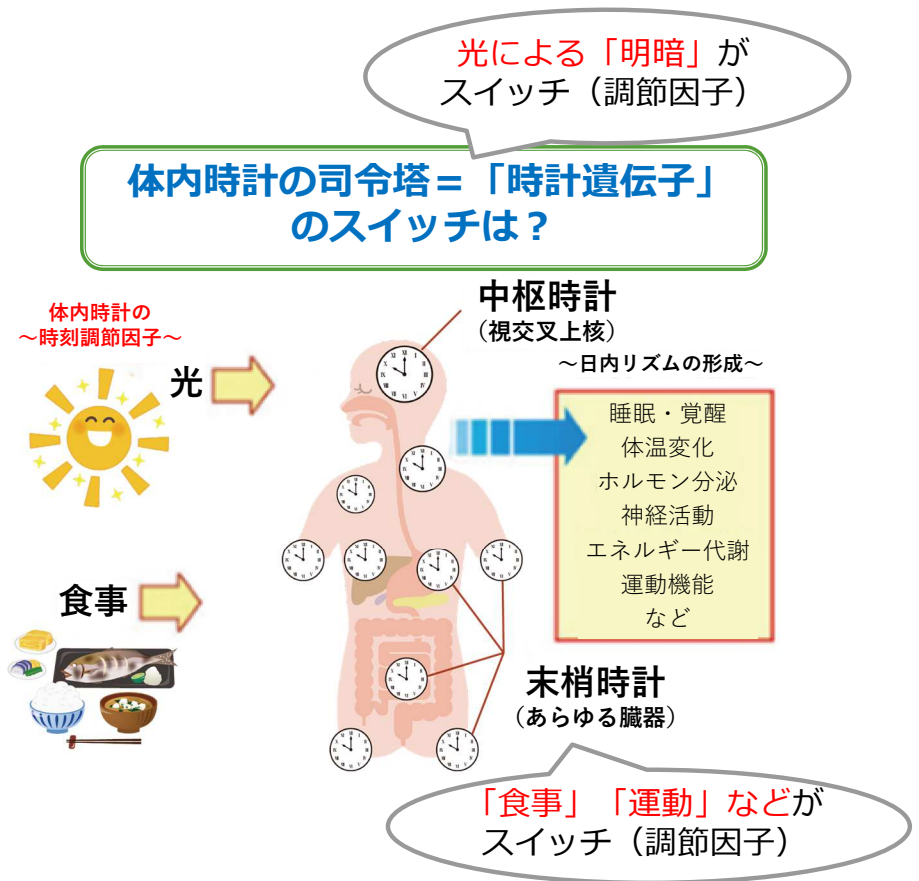 光による「明暗」が
スイッチ（調節因子）
体内時計の司令塔＝「時計遺伝子」
のスイッチは？
中枢時計
（視交叉上核）
体内時計の
～時刻調節因子～
光
～日内リズムの形成～
睡眠・覚醒
体温変化
ホルモン分泌
神経活動
エネルギー代謝
運動機能
など
食事
末梢時計
（あらゆる臓器）
「食事」「運動」などが
スイッチ（調節因子）